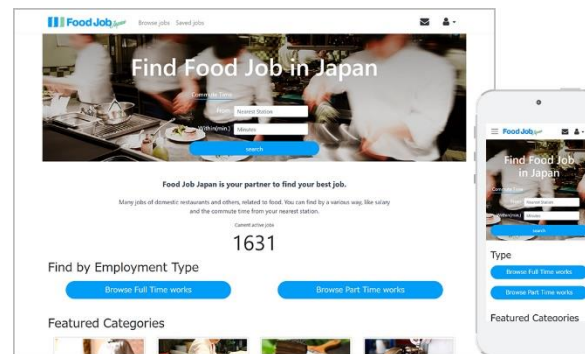 Food Job Japan
Browse jobs Saved jobs
Find Food Job in Japan
Commute Time
From Nearest Station
Within(min.) Minutes
search
Food Job Japan is your partner to find your best job.
Many jobs of domestic restaurants and others, related to food. You can find by a various way, like salary
and the commute time from your nearest station.
Current active jobs
1631
Find by Employment Type
Browse Full Time works
Browse Part Time works
Featured Categories
Food Job
Find Food Job
in Japan
Commute Time
From Nearest Station
Within(min.) Minutes
search
Type
Browse Full Time works
Browse Part Time works
Featured Categories